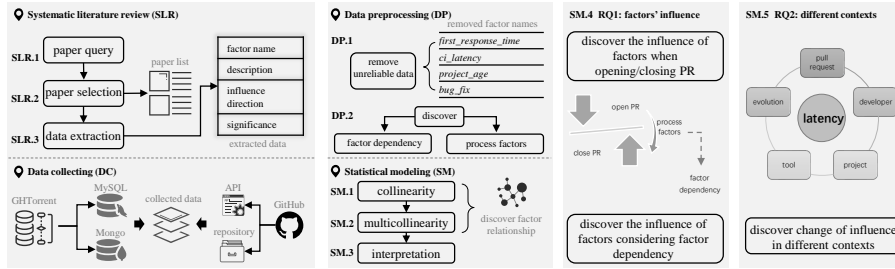 Systematic literature review (SLR)
SLR.1
paper query
paper list
SLR.2
paper selection
SLR.3
data extraction
factor name
description
influence
direction
significance
extracted data
Data collecting (DC)
GHTorrent
MySQL
Mongo
collected data
API
repository
GitHub
Data preprocessing (DP)
removed factor names
DP.1
remove
unreliable data
first_response_time
ci_latency
project_age
bug_fix
DP.2
discover
factor dependency
process factors
Statistical modeling (SM)
SM.1
collinearity
SM.2
multicollinearity
SM.3
interpretation
discover factor
relationship
SM.4 RQ1: factors' influence
discover the influence of
factors when
opening/closing PR
open PR
close PR
process
factors
factor
dependency
discover the influence of
factors considering factor
dependency
SM.5 RQ2: different contexts
pull
request
evolution
developer
latency
tool
project
discover change of influence
in different contexts